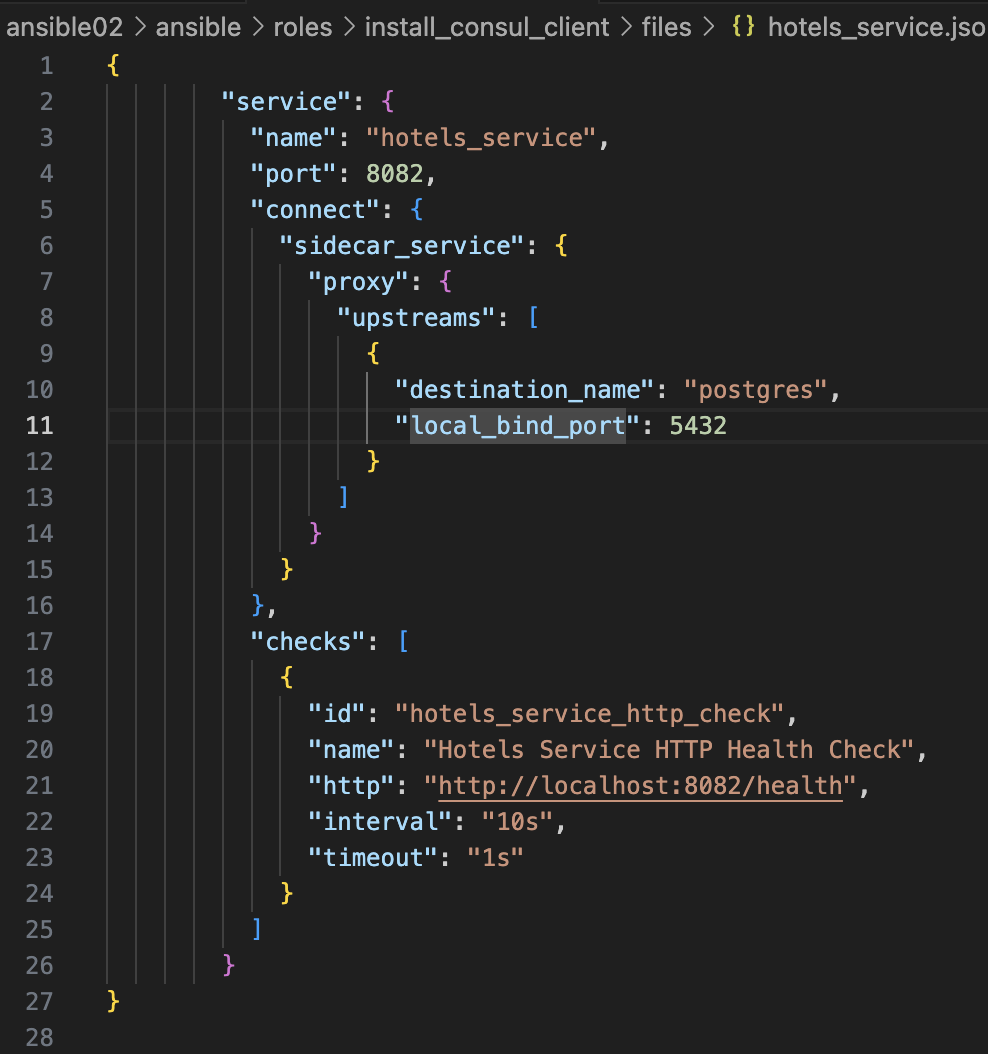 ansible02 > ansible > roles > install_consul_client > files > {} hotels_service.jso
1 {
2 "service": {
3 "name": "hotels_service",
4 "port": 8082,
5 "connect": {
6 "sidecar_service": {
7 "proxy": {
8 "upstreams": [
9 {
10 "destination_name": "postgres",
11 "local_bind_port": 5432
12 }
13 ]
14 }
15 }
16 },
17 "checks": [
18 {
19 "id": "hotels_service_http_check",
20 "name": "Hotels Service HTTP Health Check",
21 "http": "http://localhost:8082/health",
22 "interval": "10s",
23 "timeout": "1s"
24 }
25 ]
26 }
27 }
28